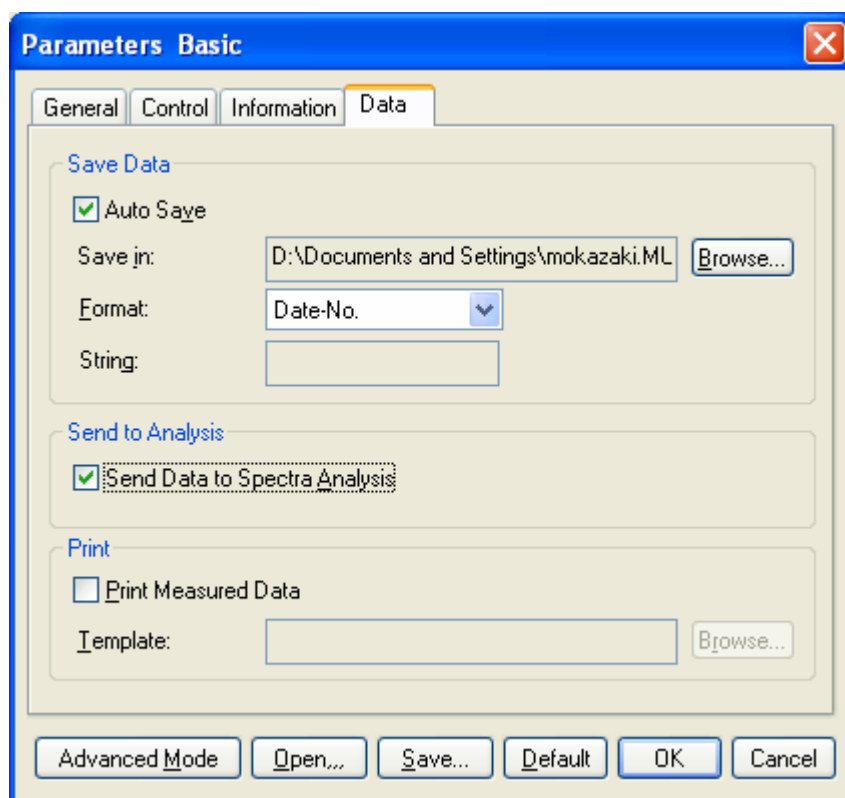 Parameters Basic
General Control Information Data
Save Data
Auto Save
Save in: D:\Documents and Settings\mokazaki.ML Browse...
Format: Date-No.
String:
Send to Analysis
Send Data to Spectra Analysis
Print
Print Measured Data
Template: Browse...
Advanced Mode Open,,, Save... Default OK Cancel